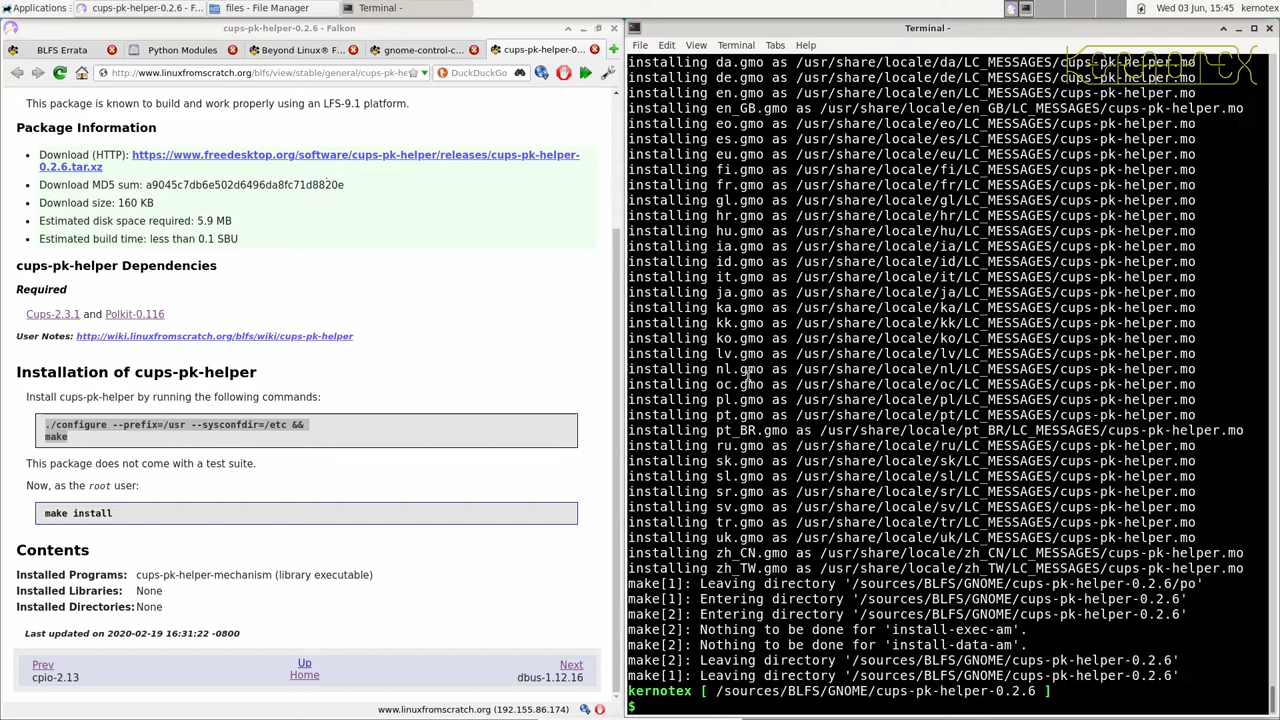 cups-pk-helper-0.2.6 - F...
files - File Manager
Terminal -
Wed 03 Jun, 15:45
kernotex
cups-pk-helper-0.2.6 - Falkon
BLFS Errata
Python Modules
Beyond Linux® F...
gnome-control-c...
cups-pk-helper-0...
http://www.linuxfromscratch.org/blfs/view/stable/general/cups-pk-he
DuckDuckGo
This package is known to build and work properly using an LFS-9.1 platform.
Package Information
Download (HTTP): https://www.freedesktop.org/software/cups-pk-helper/releases/cups-pk-helper-
0.2.6.tar.xz
Download MD5 sum: a9045c7db6e502d6496da8fc71d8820e
Download size: 160 KB
Estimated disk space required: 5.9 MB
Estimated build time: less than 0.1 SBU
cups-pk-helper Dependencies
Required
Cups-2.3.1 and Polkit-0.116
User Notes: http://wiki.linuxfromscratch.org/blfs/wiki/cups-pk-helper
Installation of cups-pk-helper
Install cups-pk-helper by running the following commands:
./configure --prefix=/usr --sysconfdir=/etc &&
make
This package does not come with a test suite.
Now, as the root user:
make install
Contents
Installed Programs: cups-pk-helper-mechanism (library executable)
Installed Libraries: None
Installed Directories: None
Last updated on 2020-02-19 16:31:22 -0800
Prev
cpio-2.13
Up
Home
Next
dbus-1.12.16
www.linuxfromscratch.org (192.155.86.174)
Terminal -
File Edit View Terminal Tabs Help
KERNOTEX
installing da.gmo as /usr/share/locale/da/LC_MESSAGES/cups-pk-helper.mo
installing de.gmo as /usr/share/locale/de/LC_MESSAGES/cups-pk-helper.mo
installing en.gmo as /usr/share/locale/en/LC_MESSAGES/cups-pk-helper.mo
installing en_GB.gmo as /usr/share/locale/en_GB/LC_MESSAGES/cups-pk-helper.mo
installing eo.gmo as /usr/share/locale/eo/LC_MESSAGES/cups-pk-helper.mo
installing es.gmo as /usr/share/locale/es/LC_MESSAGES/cups-pk-helper.mo
installing eu.gmo as /usr/share/locale/eu/LC_MESSAGES/cups-pk-helper.mo
installing fi.gmo as /usr/share/locale/fi/LC_MESSAGES/cups-pk-helper.mo
installing fr.gmo as /usr/share/locale/fr/LC_MESSAGES/cups-pk-helper.mo
installing gl.gmo as /usr/share/locale/gl/LC_MESSAGES/cups-pk-helper.mo
installing hr.gmo as /usr/share/locale/hr/LC_MESSAGES/cups-pk-helper.mo
installing hu.gmo as /usr/share/locale/hu/LC_MESSAGES/cups-pk-helper.mo
installing ia.gmo as /usr/share/locale/ia/LC_MESSAGES/cups-pk-helper.mo
installing id.gmo as /usr/share/locale/id/LC_MESSAGES/cups-pk-helper.mo
installing it.gmo as /usr/share/locale/it/LC_MESSAGES/cups-pk-helper.mo
installing ja.gmo as /usr/share/locale/ja/LC_MESSAGES/cups-pk-helper.mo
installing ka.gmo as /usr/share/locale/ka/LC_MESSAGES/cups-pk-helper.mo
installing kk.gmo as /usr/share/locale/kk/LC_MESSAGES/cups-pk-helper.mo
installing ko.gmo as /usr/share/locale/ko/LC_MESSAGES/cups-pk-helper.mo
installing lv.gmo as /usr/share/locale/lv/LC_MESSAGES/cups-pk-helper.mo
installing nl.gmo as /usr/share/locale/nl/LC_MESSAGES/cups-pk-helper.mo
installing oc.gmo as /usr/share/locale/oc/LC_MESSAGES/cups-pk-helper.mo
installing pl.gmo as /usr/share/locale/pl/LC_MESSAGES/cups-pk-helper.mo
installing pt.gmo as /usr/share/locale/pt/LC_MESSAGES/cups-pk-helper.mo
installing pt_BR.gmo as /usr/share/locale/pt_BR/LC_MESSAGES/cups-pk-helper.mo
installing ru.gmo as /usr/share/locale/ru/LC_MESSAGES/cups-pk-helper.mo
installing sk.gmo as /usr/share/locale/sk/LC_MESSAGES/cups-pk-helper.mo
installing sl.gmo as /usr/share/locale/sl/LC_MESSAGES/cups-pk-helper.mo
installing sr.gmo as /usr/share/locale/sr/LC_MESSAGES/cups-pk-helper.mo
installing sv.gmo as /usr/share/locale/sv/LC_MESSAGES/cups-pk-helper.mo
installing tr.gmo as /usr/share/locale/tr/LC_MESSAGES/cups-pk-helper.mo
installing uk.gmo as /usr/share/locale/uk/LC_MESSAGES/cups-pk-helper.mo
installing zh_CN.gmo as /usr/share/locale/zh_CN/LC_MESSAGES/cups-pk-helper.mo
installing zh_TW.gmo as /usr/share/locale/zh_TW/LC_MESSAGES/cups-pk-helper.mo
make[1]: Leaving directory '/sources/BLFS/GNOME/cups-pk-helper-0.2.6/po'
make[1]: Entering directory '/sources/BLFS/GNOME/cups-pk-helper-0.2.6'
make[2]: Entering directory '/sources/BLFS/GNOME/cups-pk-helper-0.2.6'
make[2]: Nothing to be done for 'install-exec-am'.
make[2]: Nothing to be done for 'install-data-am'.
make[2]: Leaving directory '/sources/BLFS/GNOME/cups-pk-helper-0.2.6'
make[1]: Leaving directory '/sources/BLFS/GNOME/cups-pk-helper-0.2.6'
kernotex [ /sources/BLFS/GNOME/cups-pk-helper-0.2.6 ]
$